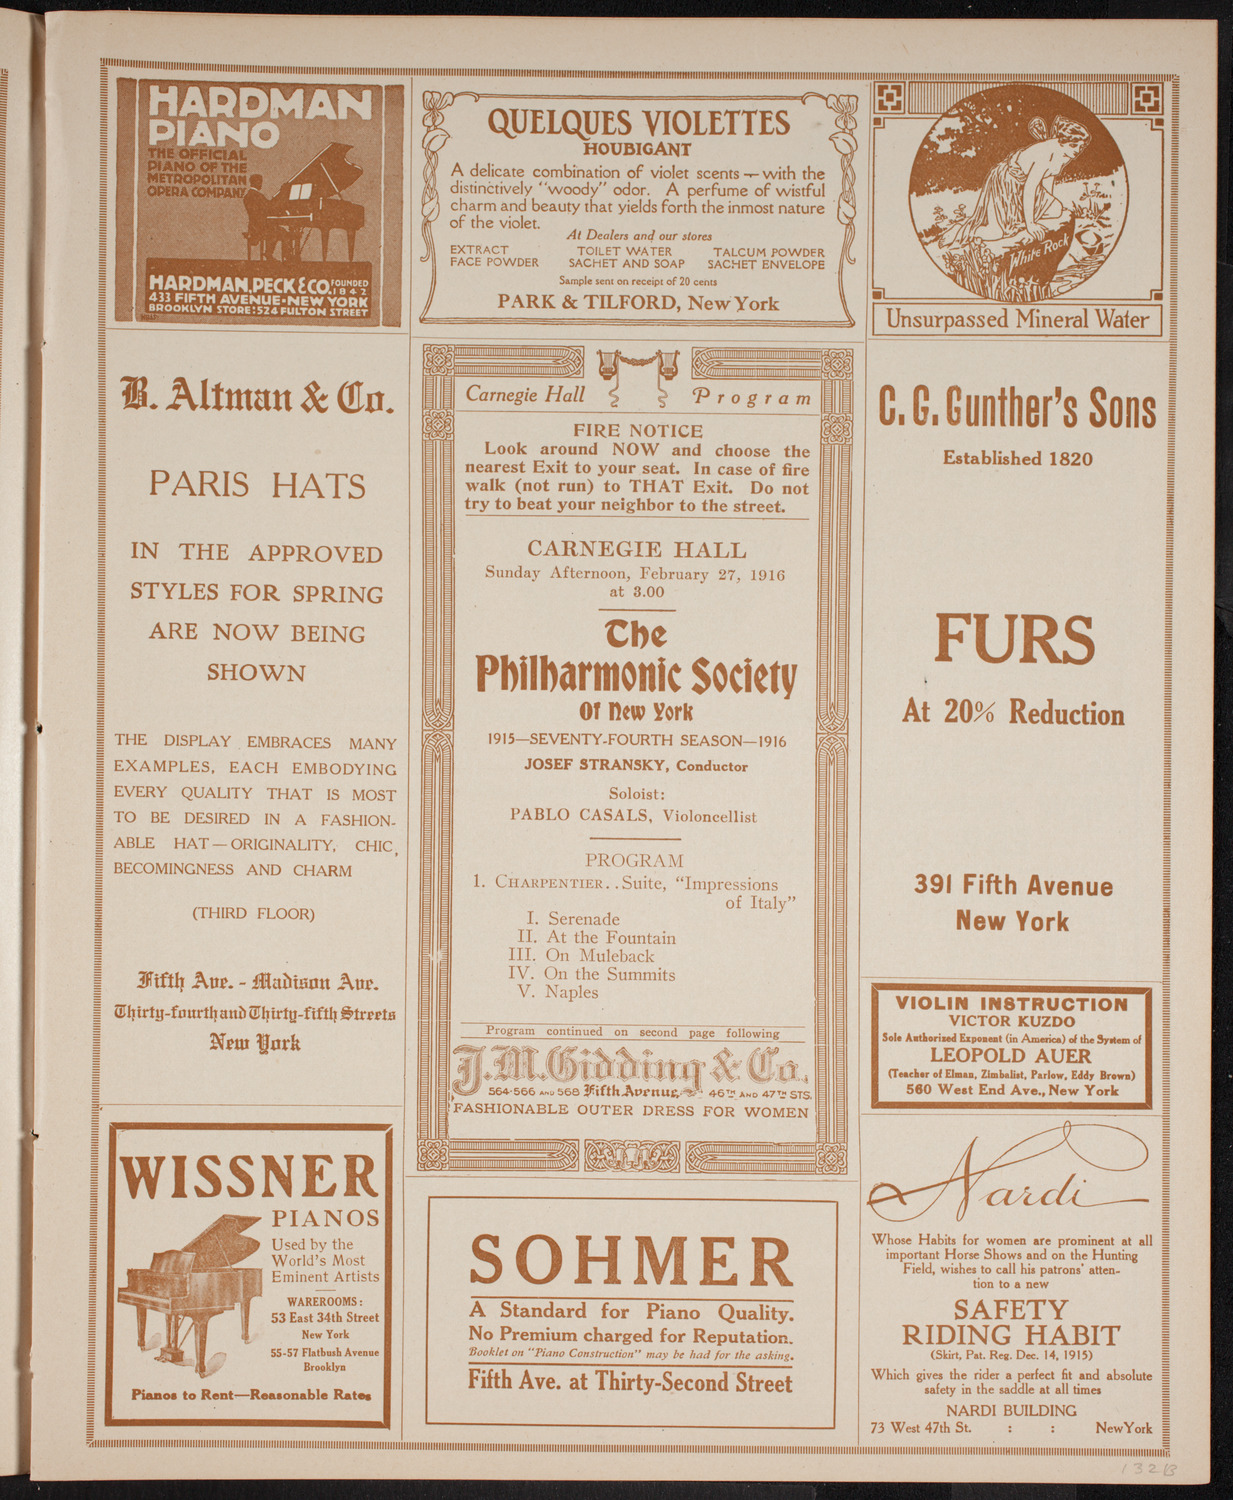 HARDMAN
PIANO
THE OFFICIAL
PIANO OF THE
METROPOLITAN
OPERA COMPANY
HARDMAN, PECK & CO. FOUNDED 1842
433 FIFTH AVENUE-NEW YORK
BROOKLYN STORE:524 FULTON STREET
QUELQUES VIOLETTES
HOUBIGANT
A delicate combination of violet scents — with the
distinctively "woody" odor. A perfume of wistful
charm and beauty that yields forth the inmost nature
of the violet.
At Dealers and our stores
EXTRACT TOILET WATER TALCUM POWDER
FACE POWDER SACHET AND SOAP SACHET ENVELOPE
Sample sent on receipt of 20 cents
PARK & TILFORD, New York
White Rock
Unsurpassed Mineral Water
B. Altman & Co.
PARIS HATS
IN THE APPROVED
STYLES FOR SPRING
ARE NOW BEING
SHOWN
THE DISPLAY EMBRACES MANY
EXAMPLES, EACH EMBODYING
EVERY QUALITY THAT IS MOST
TO BE DESIRED IN A FASHION-
ABLE HAT—ORIGINALITY, CHIC,
BECOMINGNESS AND CHARM
(THIRD FLOOR)
Fifth Ave. - Madison Ave.
Thirty-fourth and Thirty-fifth Streets
New York
WISSNER
PIANOS
Used by the
World's Most
Eminent Artists
WAREROOMS:
53 East 34th Street
New York
55-57 Flatbush Avenue
Brooklyn
Pianos to Rent—Reasonable Rates
Carnegie Hall Program
FIRE NOTICE
Look around NOW and choose the
nearest Exit to your seat. In case of fire
walk (not run) to THAT Exit. Do not
try to beat your neighbor to the street.
CARNEGIE HALL
Sunday Afternoon, February 27, 1916
at 3.00
The
Philharmonic Society
Of New York
1915—SEVENTY-FOURTH SEASON—1916
JOSEF STRANSKY, Conductor
Soloist:
PABLO CASALS, Violoncellist
PROGRAM
1. CHARPENTIER..Suite, "Impressions
of Italy"
I. Serenade
II. At the Fountain
III. On Muleback
IV. On the Summits
V. Naples
Program continued on second page following
J.M. Gidding & Co.
564-566 AND 568 Fifth Avenue, 46TH AND 47TH STS.
FASHIONABLE OUTER DRESS FOR WOMEN
SOHMER
A Standard for Piano Quality.
No Premium charged for Reputation.
Booklet on "Piano Construction" may be had for the asking.
Fifth Ave. at Thirty-Second Street
C. G. Gunther's Sons
Established 1820
FURS
At 20% Reduction
391 Fifth Avenue
New York
VIOLIN INSTRUCTION
VICTOR KUZDO
Sole Authorized Exponent (in America) of the System of
LEOPOLD AUER
(Teacher of Elman, Zimbalist, Parlow, Eddy Brown)
560 West End Ave., New York
Nardi
Whose Habits for women are prominent at all
important Horse Shows and on the Hunting
Field, wishes to call his patrons' atten-
tion to a new
SAFETY
RIDING HABIT
(Skirt, Pat. Reg. Dec. 14, 1915)
Which gives the rider a perfect fit and absolute
safety in the saddle at all times
NARDI BUILDING
73 West 47th St. : : New York
132B